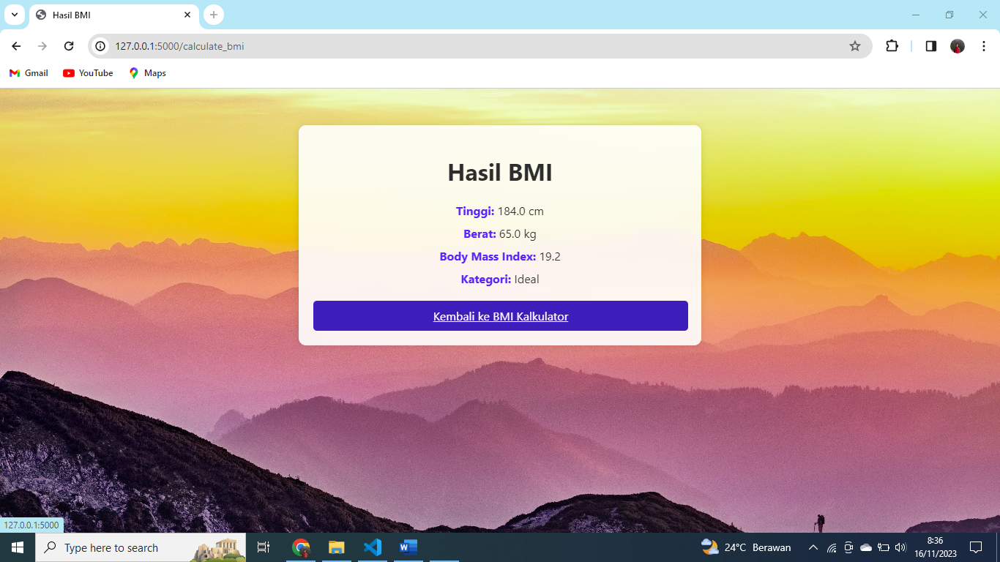 Hasil BMI
127.0.0.1:5000/calculate_bmi
Gmail YouTube Maps
Hasil BMI
Tinggi: 184.0 cm
Berat: 65.0 kg
Body Mass Index: 19.2
Kategori: Ideal
Kembali ke BMI Kalkulator
127.0.0.1:5000
Type here to search
24°C Berawan
8:36
16/11/2023